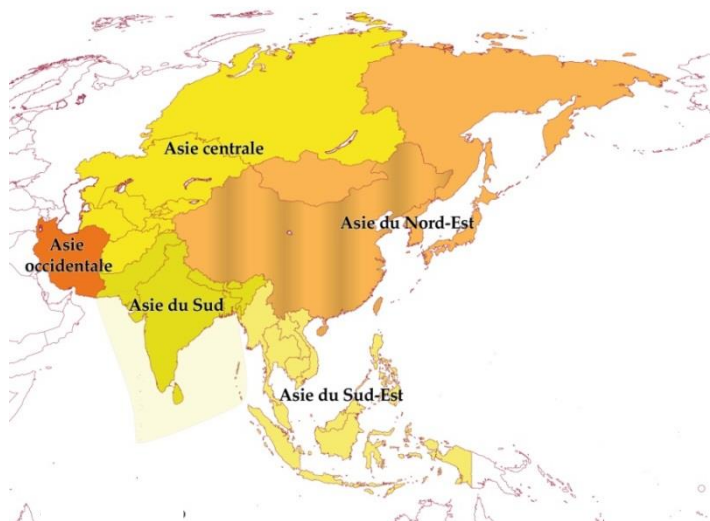 Asie centrale
Asie du Nord-Est
Asie
occidentale
Asie du Sud
Asie du Sud-Est